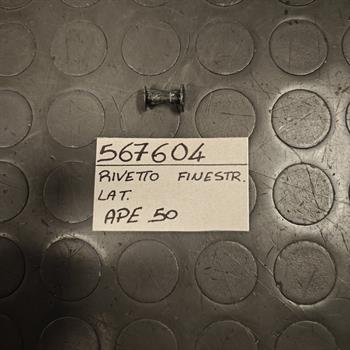 567604
RIVETTO FINESTR.
LAT.
APE 50